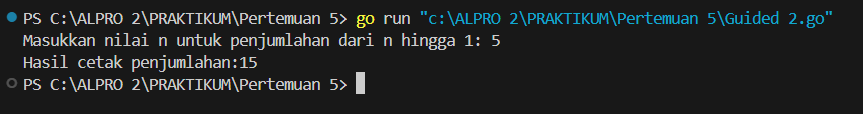 PS C:\ALPRO 2\PRAKTIKUM\Pertemuan 5> go run "c:\ALPRO 2\PRAKTIKUM\Pertemuan 5\Guided 2.go"
Masukkan nilai n untuk penjumlahan dari n hingga 1: 5
Hasil cetak penjumlahan:15
PS C:\ALPRO 2\PRAKTIKUM\Pertemuan 5>